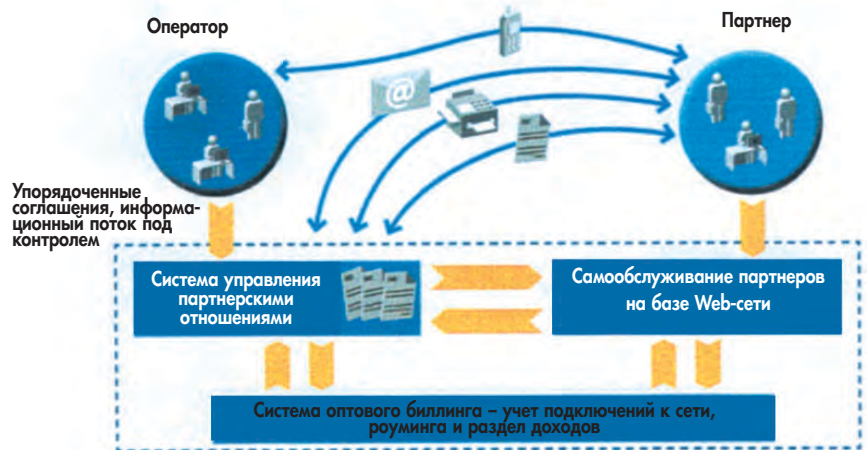 Оператор
Партнер
@
Упорядоченные
соглашения, информа-
ционный поток под
контролем
Система управления
партнерскими
отношениями
Самообслуживание партнеров
на базе Web-сети
Система оптового биллинга – учет подключений к сети,
роуминга и раздел доходов